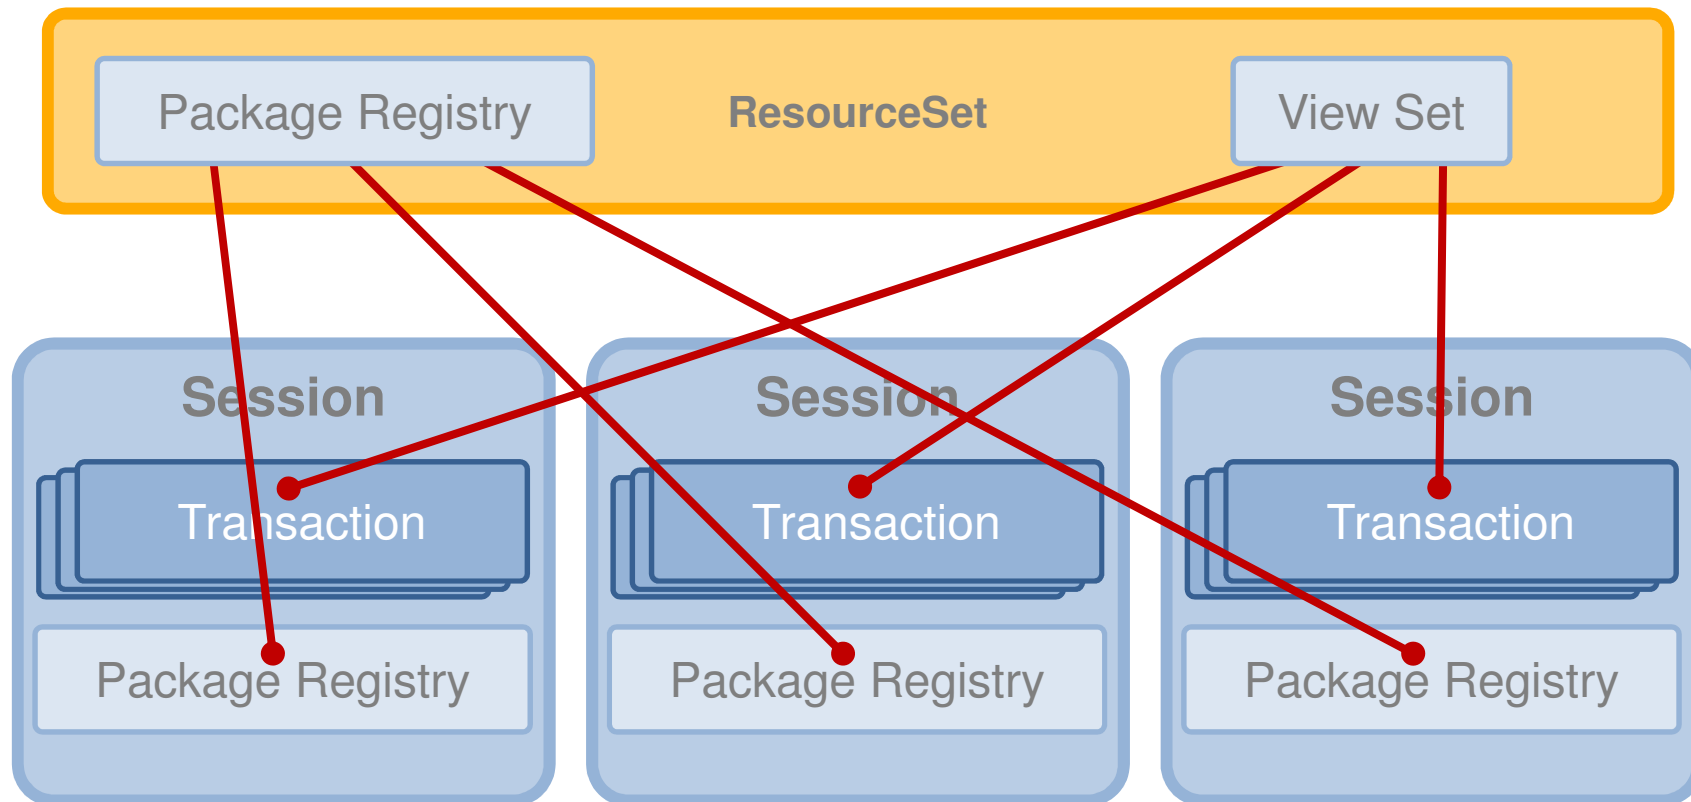 Package Registry
ResourceSet
View Set
Session
Session
Session
Transaction
Transaction
Transaction
Package Registry
Package Registry
Package Registry